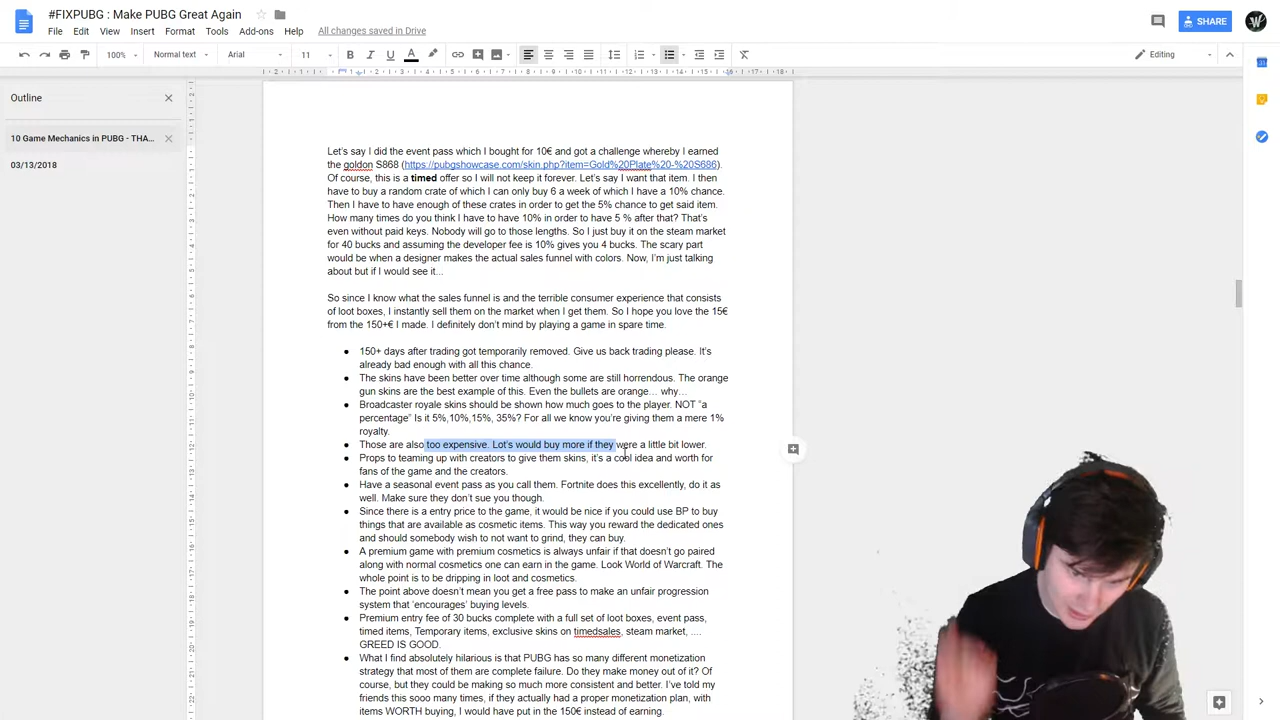 #FIXPUBG : Make PUBG Great Again
File Edit View Insert Format Tools Add-ons Help All changes saved in Drive
SHARE
100% Normal text Arial 11 Editing
Outline
10 Game Mechanics in PUBG - THA...
03/13/2018
Let's say I did the event pass which I bought for 10€ and got a challenge whereby I earned
the goldon S868 (https://pubgshowcase.com/skin.php?item=Gold%20Plate%20-%20S686).
Of course, this is a timed offer so I will not keep it forever. Let's say I want that item. I then
have to buy a random crate of which I can only buy 6 a week of which I have a 10% chance.
Then I have to have enough of these crates in order to get the 5% chance to get said item.
How many times do you think I have to have 10% in order to have 5 % after that? That's
even without paid keys. Nobody will go to those lengths. So I just buy it on the steam market
for 40 bucks and assuming the developer fee is 10% gives you 4 bucks. The scary part
would be when a designer makes the actual sales funnel with colors. Now, I'm just talking
about but if I would see it...
So since I know what the sales funnel is and the terrible consumer experience that consists
of loot boxes, I instantly sell them on the market when I get them. So I hope you love the 15€
from the 150+€ I made. I definitely don't mind by playing a game in spare time.
● 150+ days after trading got temporarily removed. Give us back trading please. It's
already bad enough with all this chance.
● The skins have been better over time although some are still horrendous. The orange
gun skins are the best example of this. Even the bullets are orange… why…
● Broadcaster royale skins should be shown how much goes to the player. NOT "a
percentage" Is it 5%,10%,15%, 35%? For all we know you're giving them a mere 1%
royalty.
● Those are also too expensive. Lot's would buy more if they were a little bit lower.
● Props to teaming up with creators to give them skins, it's a cool idea and worth for
fans of the game and the creators.
● Have a seasonal event pass as you call them. Fortnite does this excellently, do it as
well. Make sure they don't sue you though.
● Since there is a entry price to the game, it would be nice if you could use BP to buy
things that are available as cosmetic items. This way you reward the dedicated ones
and should somebody wish to not want to grind, they can buy.
● A premium game with premium cosmetics is always unfair if that doesn't go paired
along with normal cosmetics one can earn in the game. Look World of Warcraft. The
whole point is to be dripping in loot and cosmetics.
● The point above doesn't mean you get a free pass to make an unfair progression
system that 'encourages' buying levels.
● Premium entry fee of 30 bucks complete with a full set of loot boxes, event pass,
timed items, Temporary items, exclusive skins on timedsales, steam market, ....
GREED IS GOOD.
● What I find absolutely hilarious is that PUBG has so many different monetization
strategy that most of them are complete failure. Do they make money out of it? Of
course, but they could be making so much more consistent and better. I've told my
friends this sooo many times, if they actually had a proper monetization plan, with
items WORTH buying, I would have put in the 150€ instead of earning.